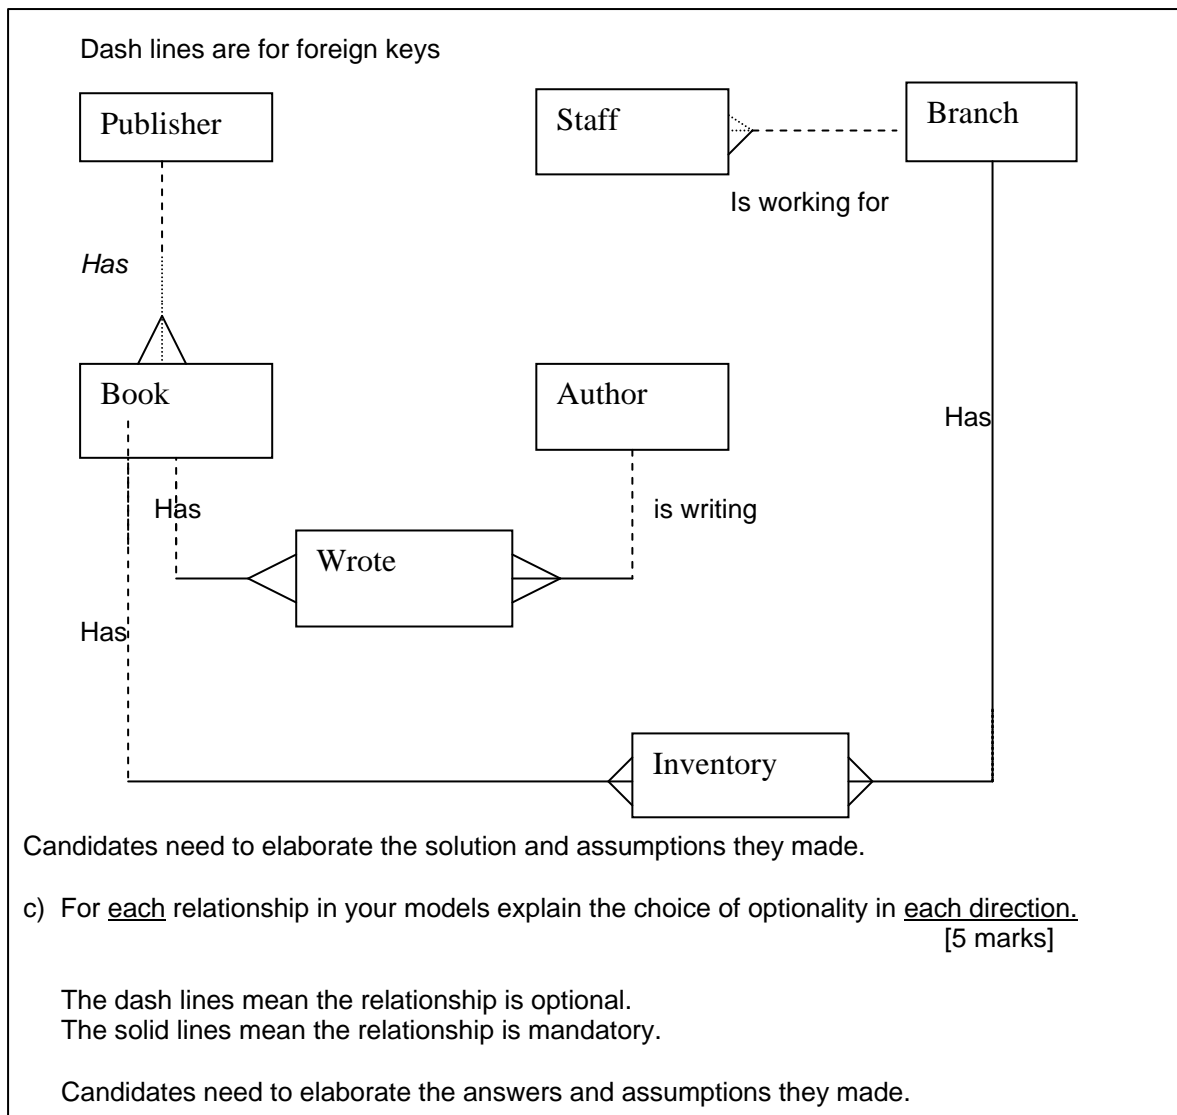 Dash lines are for foreign keys
Publisher
Staff
Branch
Is working for
Has
Book
Author
Has
Has
is writing
Wrote
Has
Inventory
Candidates need to elaborate the solution and assumptions they made.
c) For each relationship in your models explain the choice of optionality in each direction.
[5 marks]
The dash lines mean the relationship is optional.
The solid lines mean the relationship is mandatory.
Candidates need to elaborate the answers and assumptions they made.